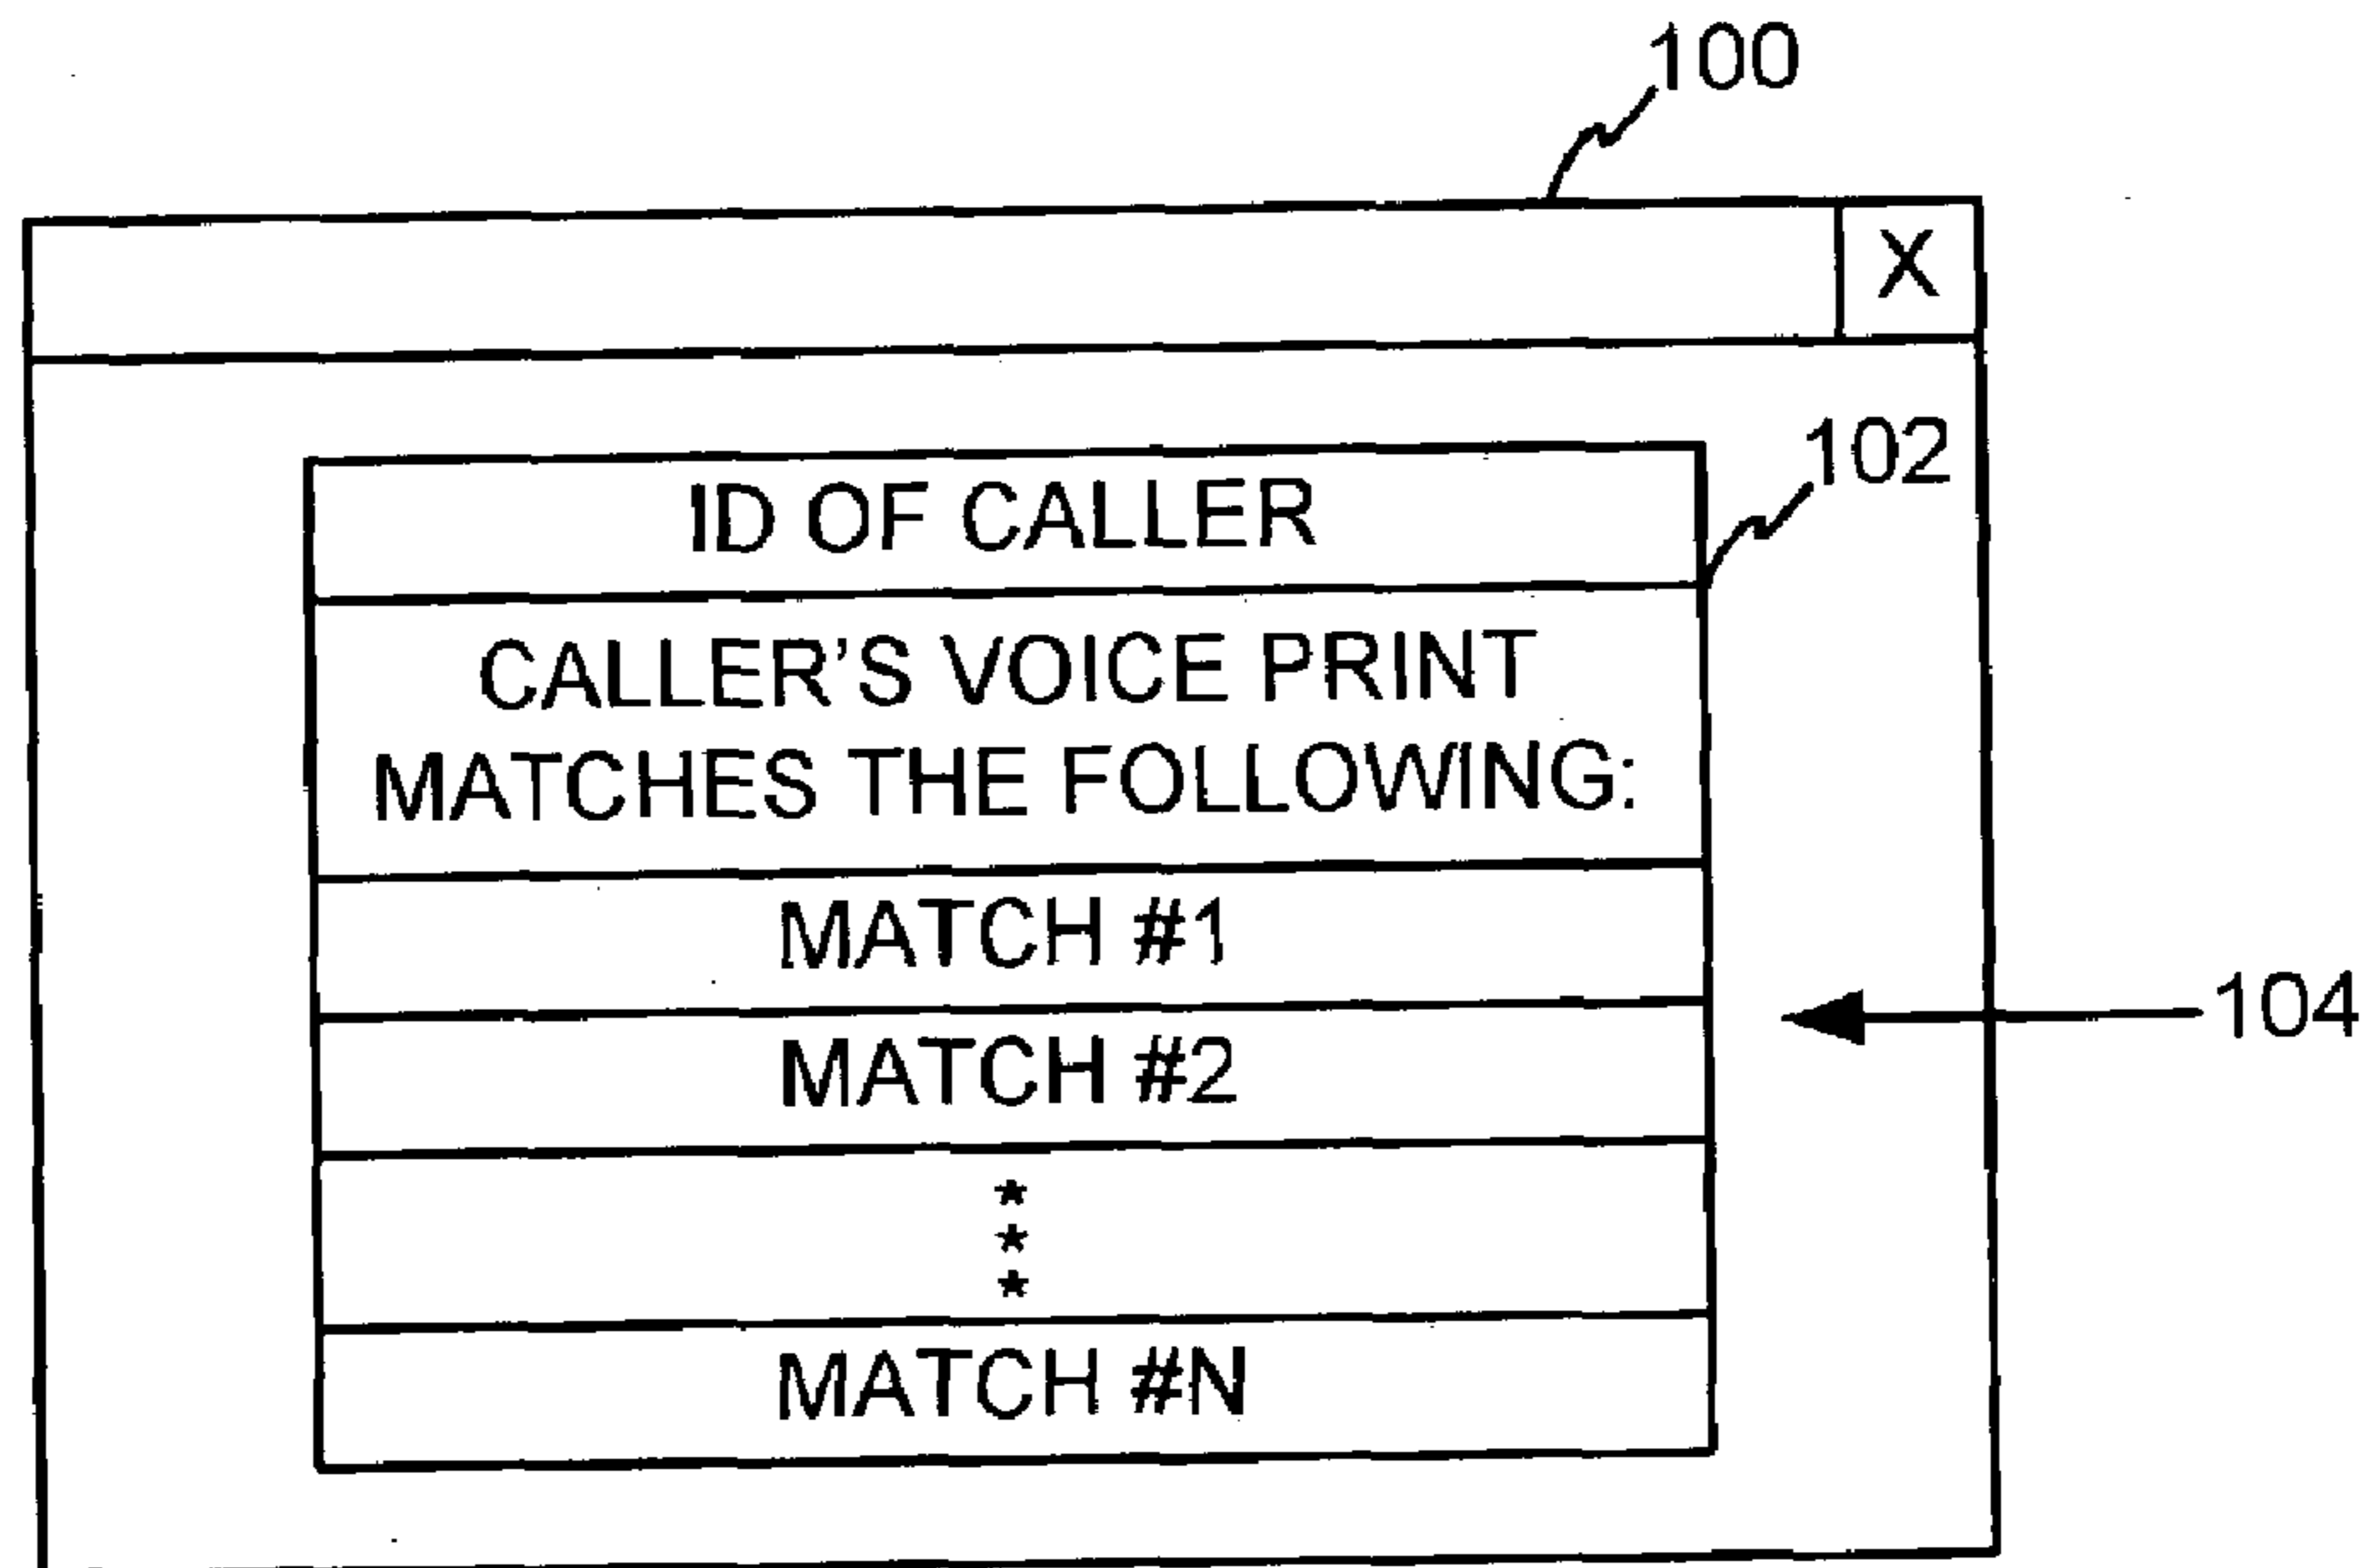 100
X
102
ID OF CALLER
CALLER'S VOICE PRINT
MATCHES THE FOLLOWING:
MATCH #1
104
MATCH #2
*
*
*
MATCH #N